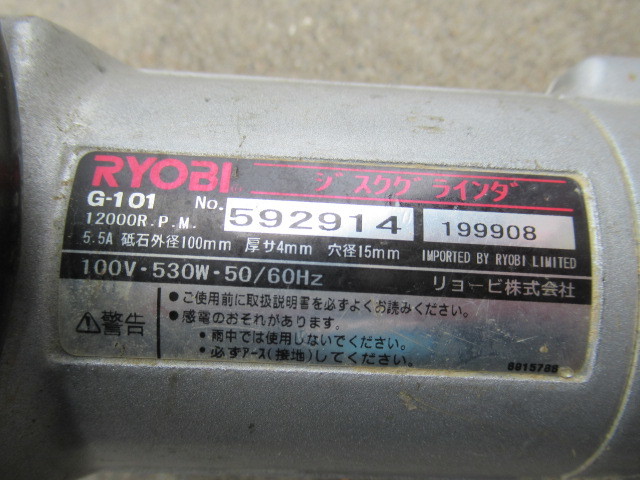 RYOBI ジスクグラインダ
G-101 No. 592914 199908
12000R.P.M.
5.5A 砥石外径100mm 厚サ4mm 穴径15mm IMPORTED BY RYOBI LIMITED
100V-530W-50/60Hz リョービ株式会社
●ご使用前に取扱説明書を必ずよくお読みください。
⚠警告 ●感電のおそれがあります。
・雨中では使用しないでください。
・必ずアース(接地)してください。